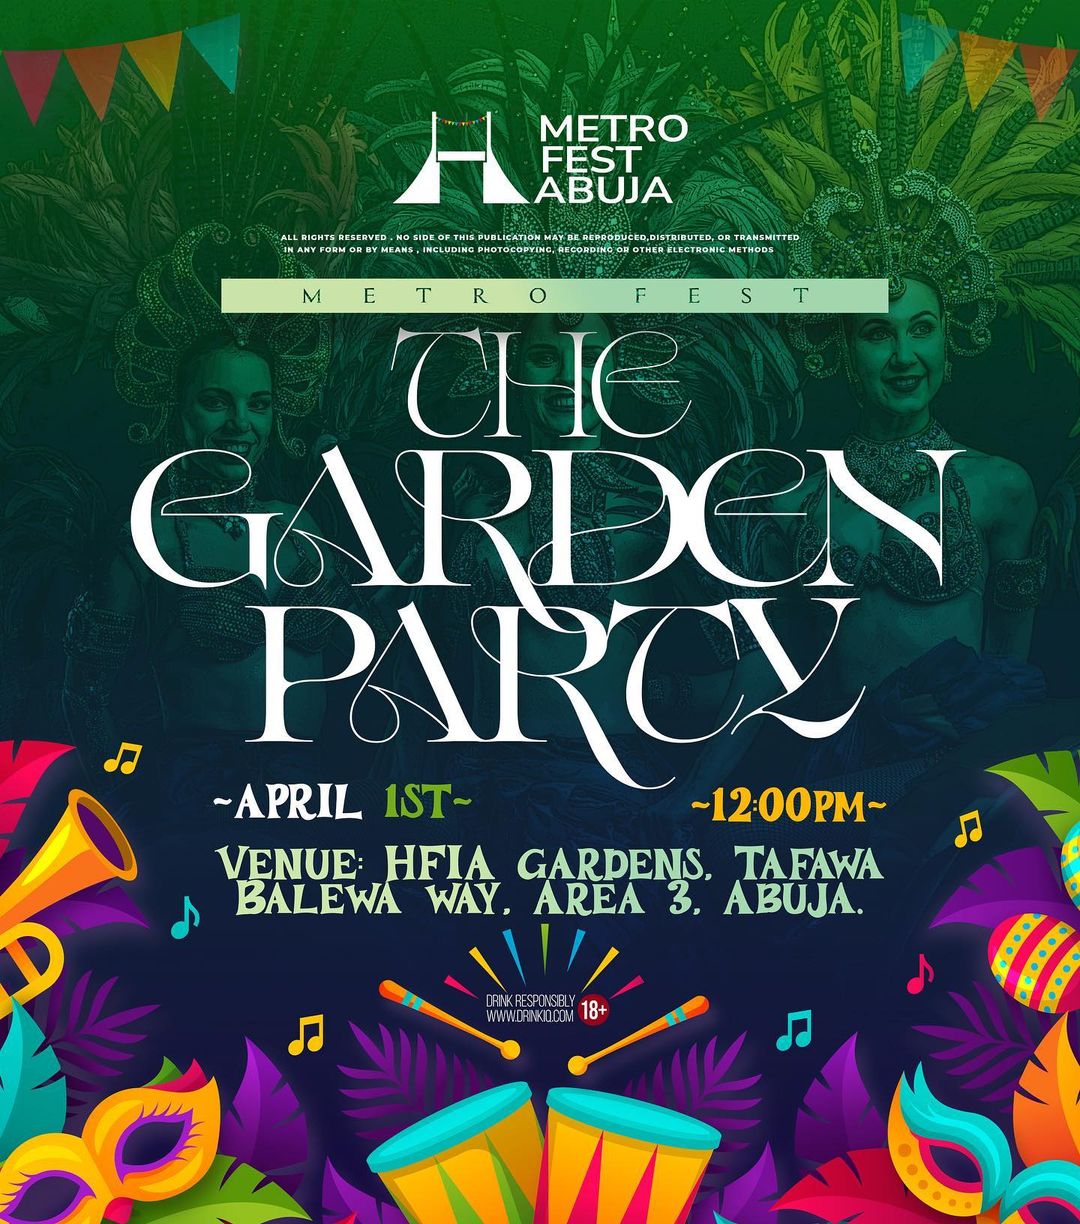 METRO
FEST
ABUJA
ALL RIGHTS RESERVED . NO SIDE OF THIS PUBLICATION MAY BE REPRODUCED,DISTRIBUTED, OR TRANSMITTED
IN ANY FORM OR BY MEANS , INCLUDING PHOTOCOPYING, RECORDING OR OTHER ELECTRONIC METHODS
METRO FEST
THE
GARDEN
PARTY
~APRIL 1ST~
~12:00PM~
VENUE: HFIA GARDENS, TAFAWA
BALEWA WAY, AREA 3, ABUJA.
DRINK RESPONSIBLY
WWW.DRINKIQ.COM
18+